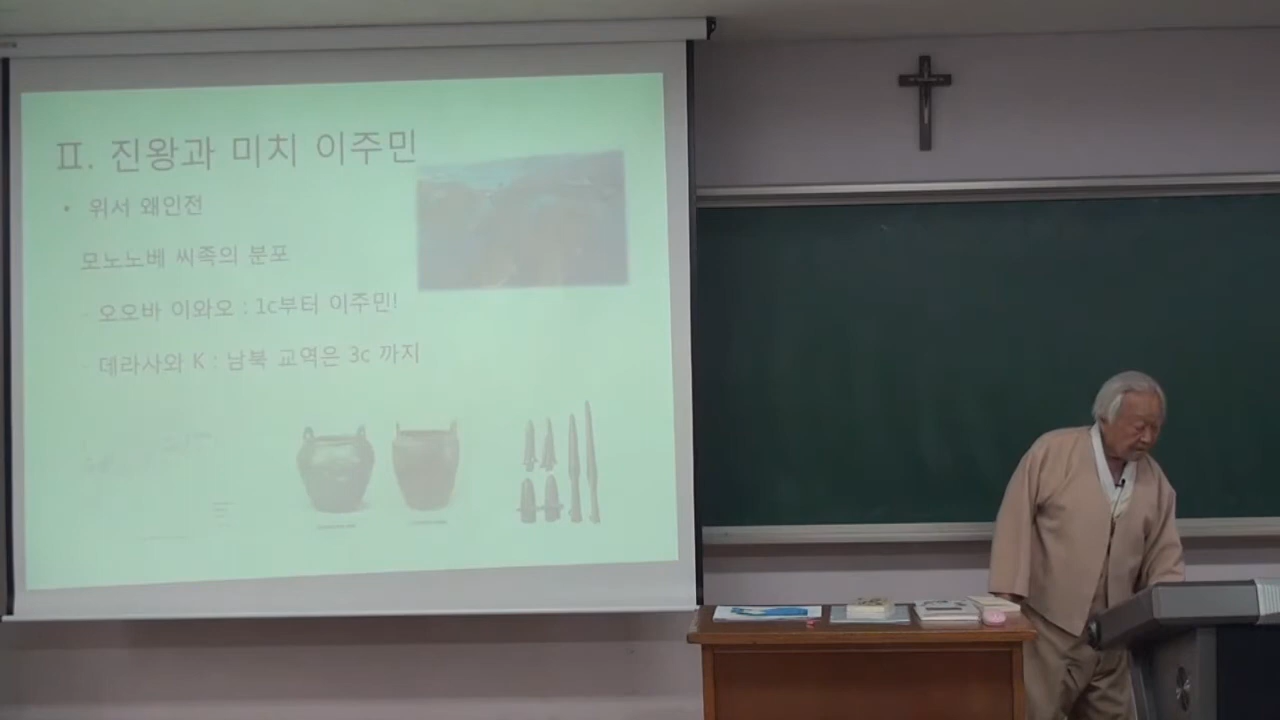 Ⅱ. 진왕과 미치 이주민
• 위서 왜인전
모노노베 씨족의 분포
- 오오바 이와오 : 1c부터 이주민!
- 데라사와 K : 남북 교역은 3c 까지